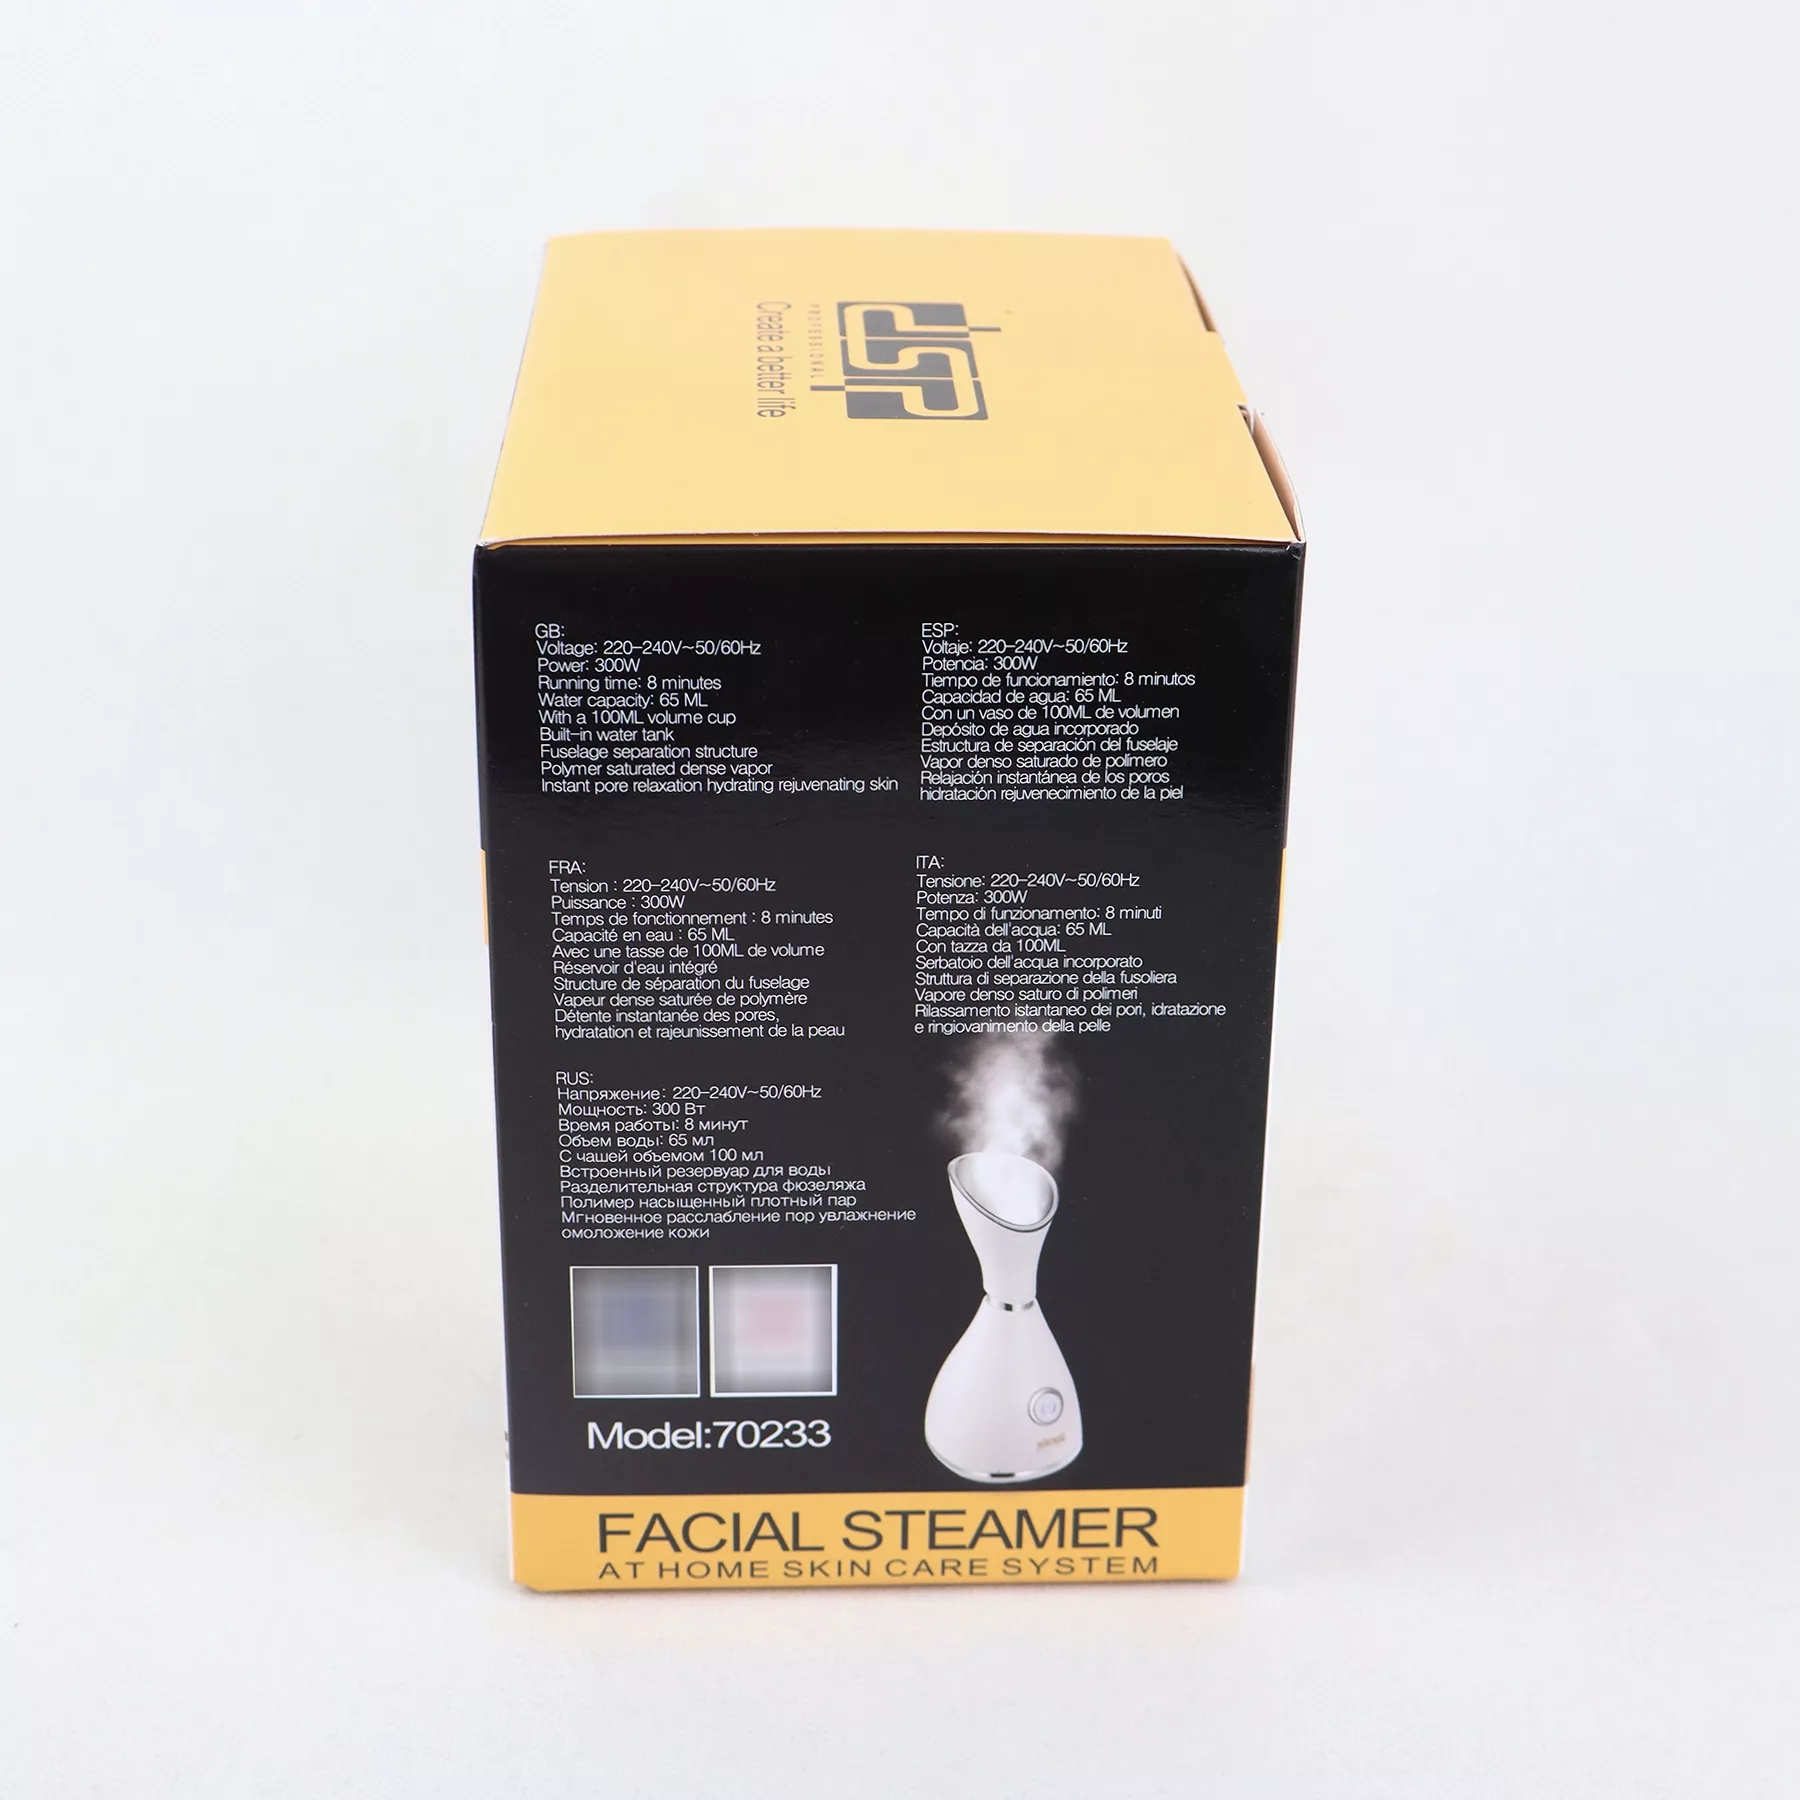 dsp
PROFESSIONAL
Create a better life
GB:
Voltage: 220-240V~50/60Hz
Power: 300W
Running time: 8 minutes
Water capacity: 65 ML
With a 100ML volume cup
Built-in water tank
Fuselage separation structure
Polymer saturated dense vapor
Instant pore relaxation hydrating rejuvenating skin
ESP:
Voltaje: 220-240V~50/60Hz
Potencia: 300W
Tiempo de funcionamiento: 8 minutos
Capacidad de agua: 65 ML
Con un vaso de 100ML de volumen
Depósito de agua incorporado
Estructura de separación del fuselaje
Vapor denso saturado de polímero
Relajación instantánea de los poros
hidratación rejuvenecimiento de la piel
FRA:
Tension : 220-240V~50/60Hz
Puissance : 300W
Temps de fonctionnement : 8 minutes
Capacité en eau : 65 ML
Avec une tasse de 100ML de volume
Réservoir d'eau intégré
Structure de séparation du fuselage
Vapeur dense saturée de polymère
Détente instantanée des pores,
hydratation et rajeunissement de la peau
ITA:
Tensione: 220-240V~50/60Hz
Potenza: 300W
Tempo di funzionamento: 8 minuti
Capacità dell'acqua: 65 ML
Con tazza da 100ML
Serbatoio dell'acqua incorporato
Struttura di separazione della fusoliera
Vapore denso saturo di polimeri
Rilassamento istantaneo dei pori, idratazione
e ringiovanimento della pelle
RUS:
Напряжение: 220-240V~50/60Hz
Мощность: 300 Вт
Время работы: 8 минут
Объем воды: 65 мл
С чашей объемом 100 мл
Встроенный резервуар для воды
Разделительная структура фюзеляжа
Полимер насыщенный плотный пар
Мгновенное расслабление пор увлажнение
омоложение кожи
Model:70233
FACIAL STEAMER
AT HOME SKIN CARE SYSTEM